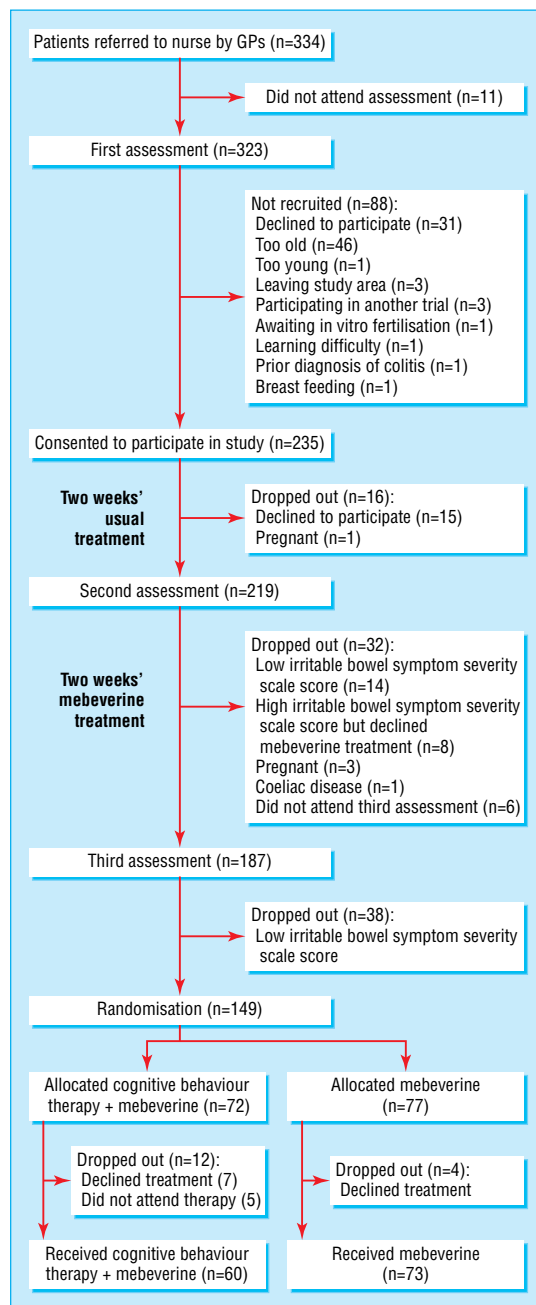 Patients referred to nurse by GPs (n=334)
Did not attend assessment (n=11)
First assessment (n=323)
Not recruited (n=88):
Declined to participate (n=31)
Too old (n=46)
Too young (n=1)
Leaving study area (n=3)
Participating in another trial (n=3)
Awaiting in vitro fertilisation (n=1)
Learning difficulty (n=1)
Prior diagnosis of colitis (n=1)
Breast feeding (n=1)
Consented to participate in study (n=235)
Two weeks'
usual
treatment
Dropped out (n=16):
Declined to participate (n=15)
Pregnant (n=1)
Second assessment (n=219)
Two weeks'
mebeverine
treatment
Dropped out (n=32):
Low irritable bowel symptom severity
scale score (n=14)
High irritable bowel symptom severity
scale score but declined
mebeverine treatment (n=8)
Pregnant (n=3)
Coeliac disease (n=1)
Did not attend third assessment (n=6)
Third assessment (n=187)
Dropped out (n=38):
Low irritable bowel symptom severity
scale score
Randomisation (n=149)
Allocated cognitive behaviour
therapy + mebeverine (n=72)
Allocated mebeverine
(n=77)
Dropped out (n=12):
Declined treatment (7)
Did not attend therapy (5)
Dropped out (n=4):
Declined treatment
Received cognitive behaviour
therapy + mebeverine (n=60)
Received mebeverine
(n=73)